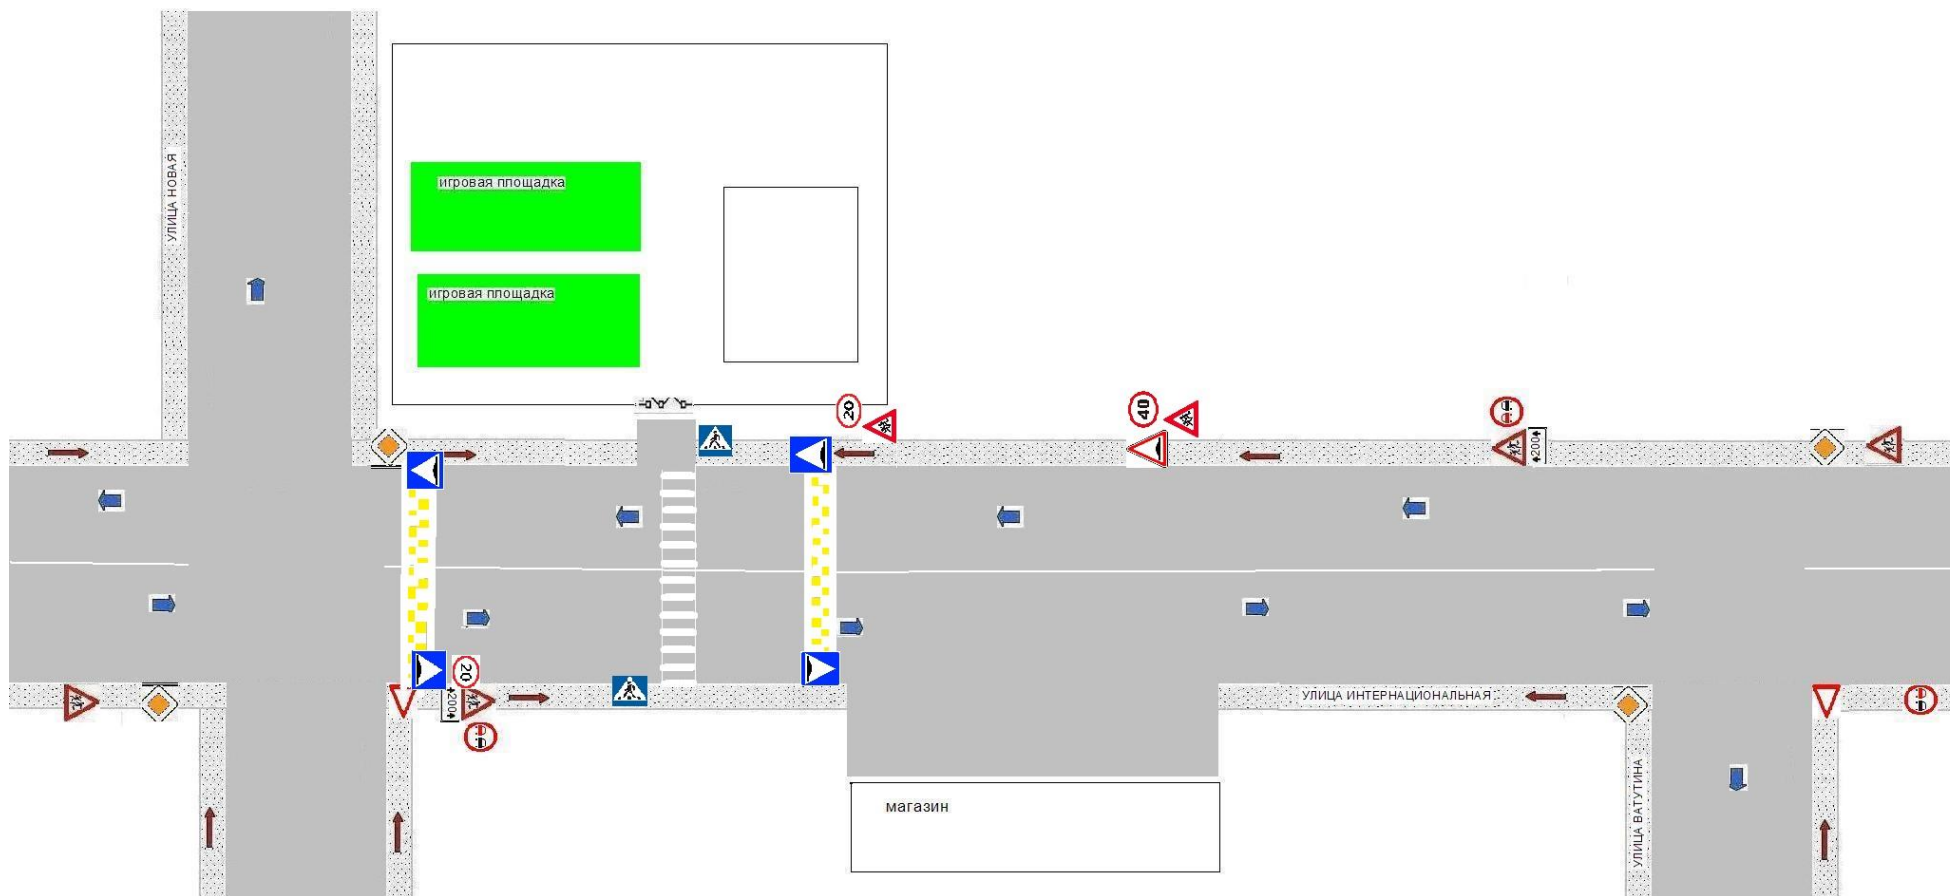 УЛИЦА НОВАЯ
игровая площадка
игровая площадка
20
40
200
20
200
УЛИЦА ИНТЕРНАЦИОНАЛЬНАЯ
УЛИЦА ВАТУТИНА
магазин